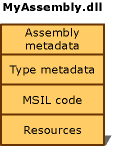 MyAssembly.dll
Assembly
metadata
Type metadata
MSIL code
Resources